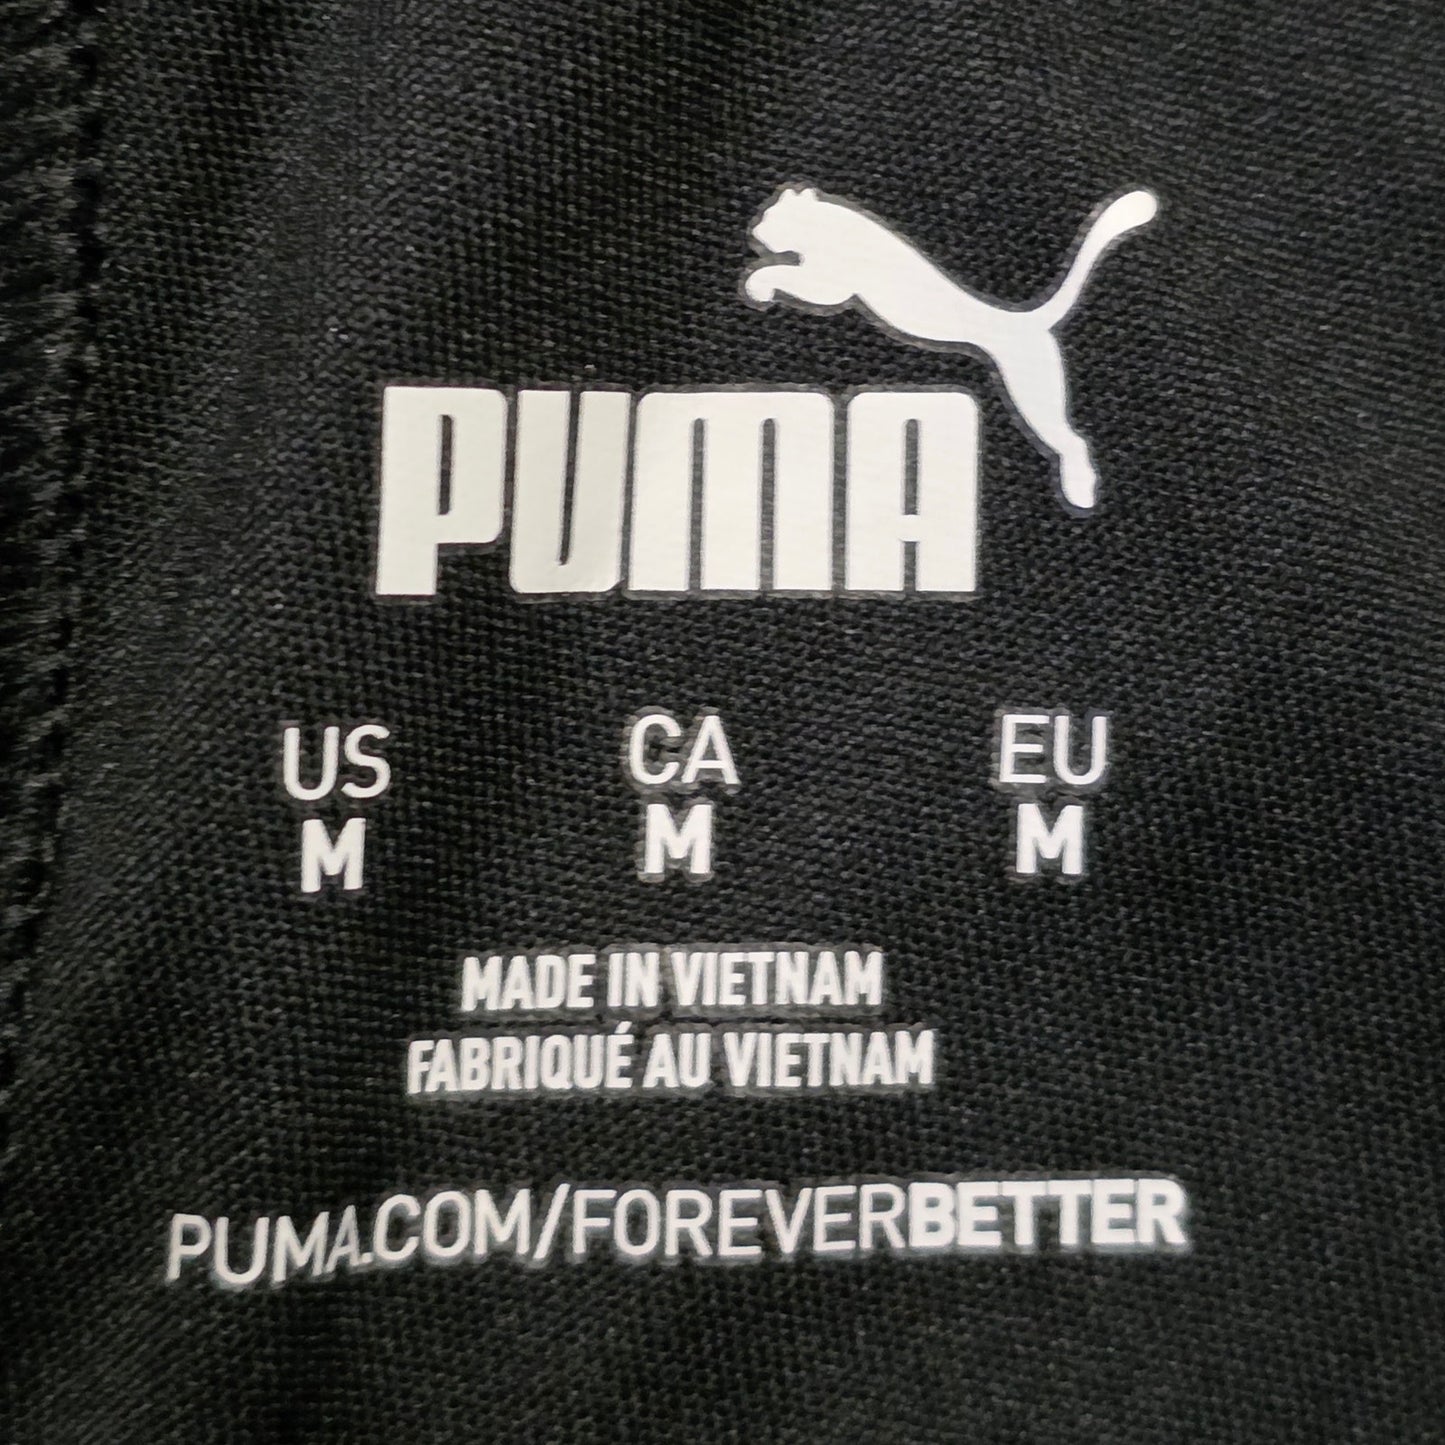 PUMA
US CA EU
M M M
MADE IN VIETNAM
FABRIQUÉ AU VIETNAM
PUMA.COM/FOREVERBETTER